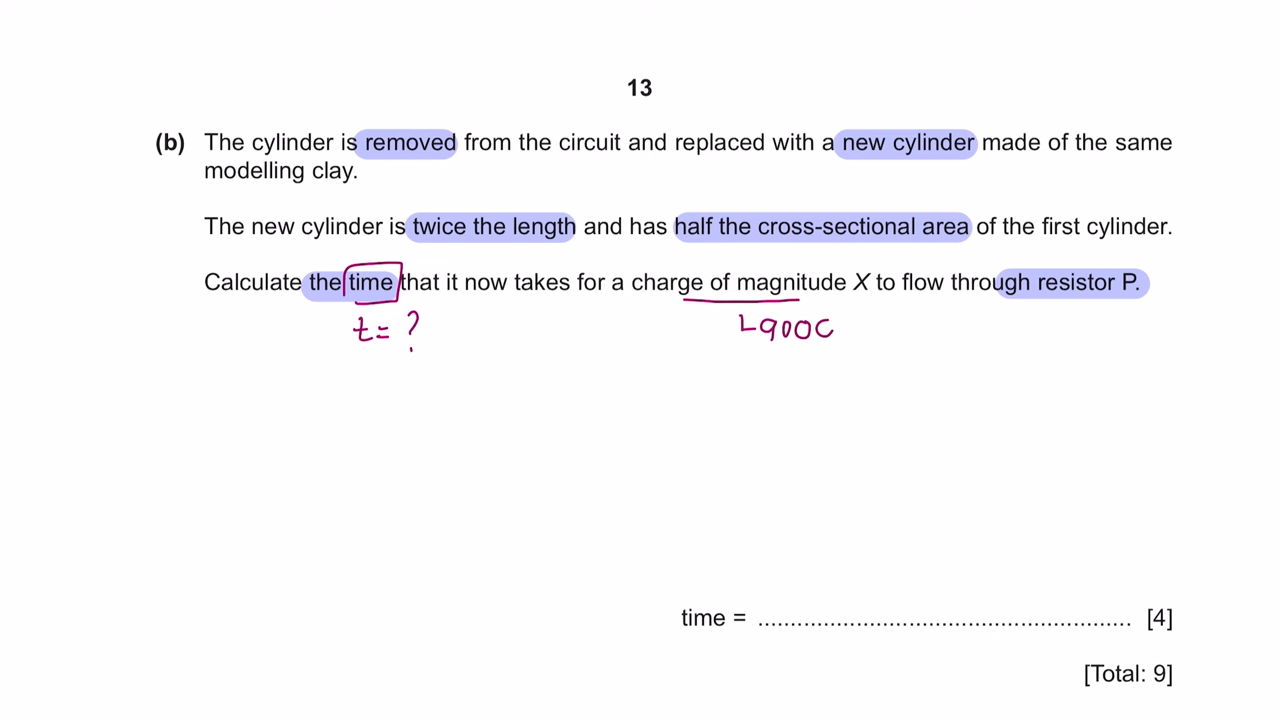 13
(b) The cylinder is removed from the circuit and replaced with a new cylinder made of the same
modelling clay.
The new cylinder is twice the length and has half the cross-sectional area of the first cylinder.
Calculate the time that it now takes for a charge of magnitude X to flow through resistor P.
t = ?
900C
time = ......................................................... [4]
[Total: 9]